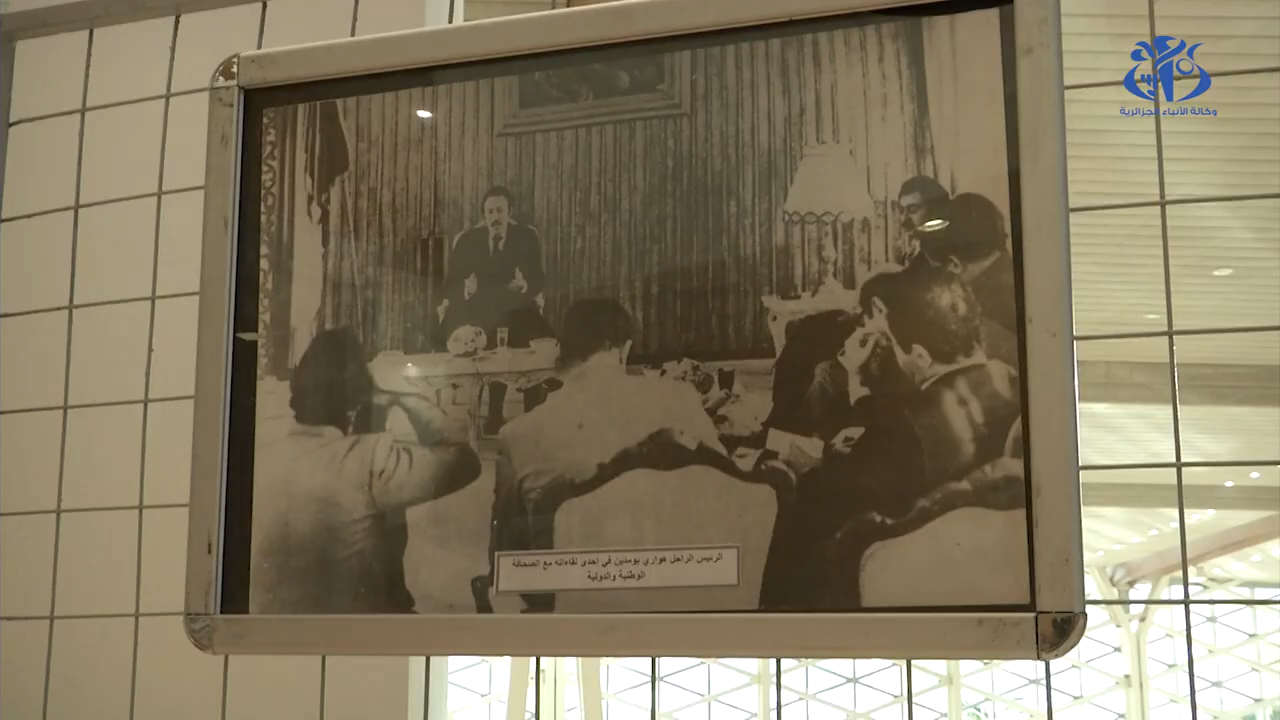 وكالة الأنباء الجزائرية
الرئيس الراحل هواري بومدين في إحدى لقاءاته مع الصحافة
الوطنية والدولية